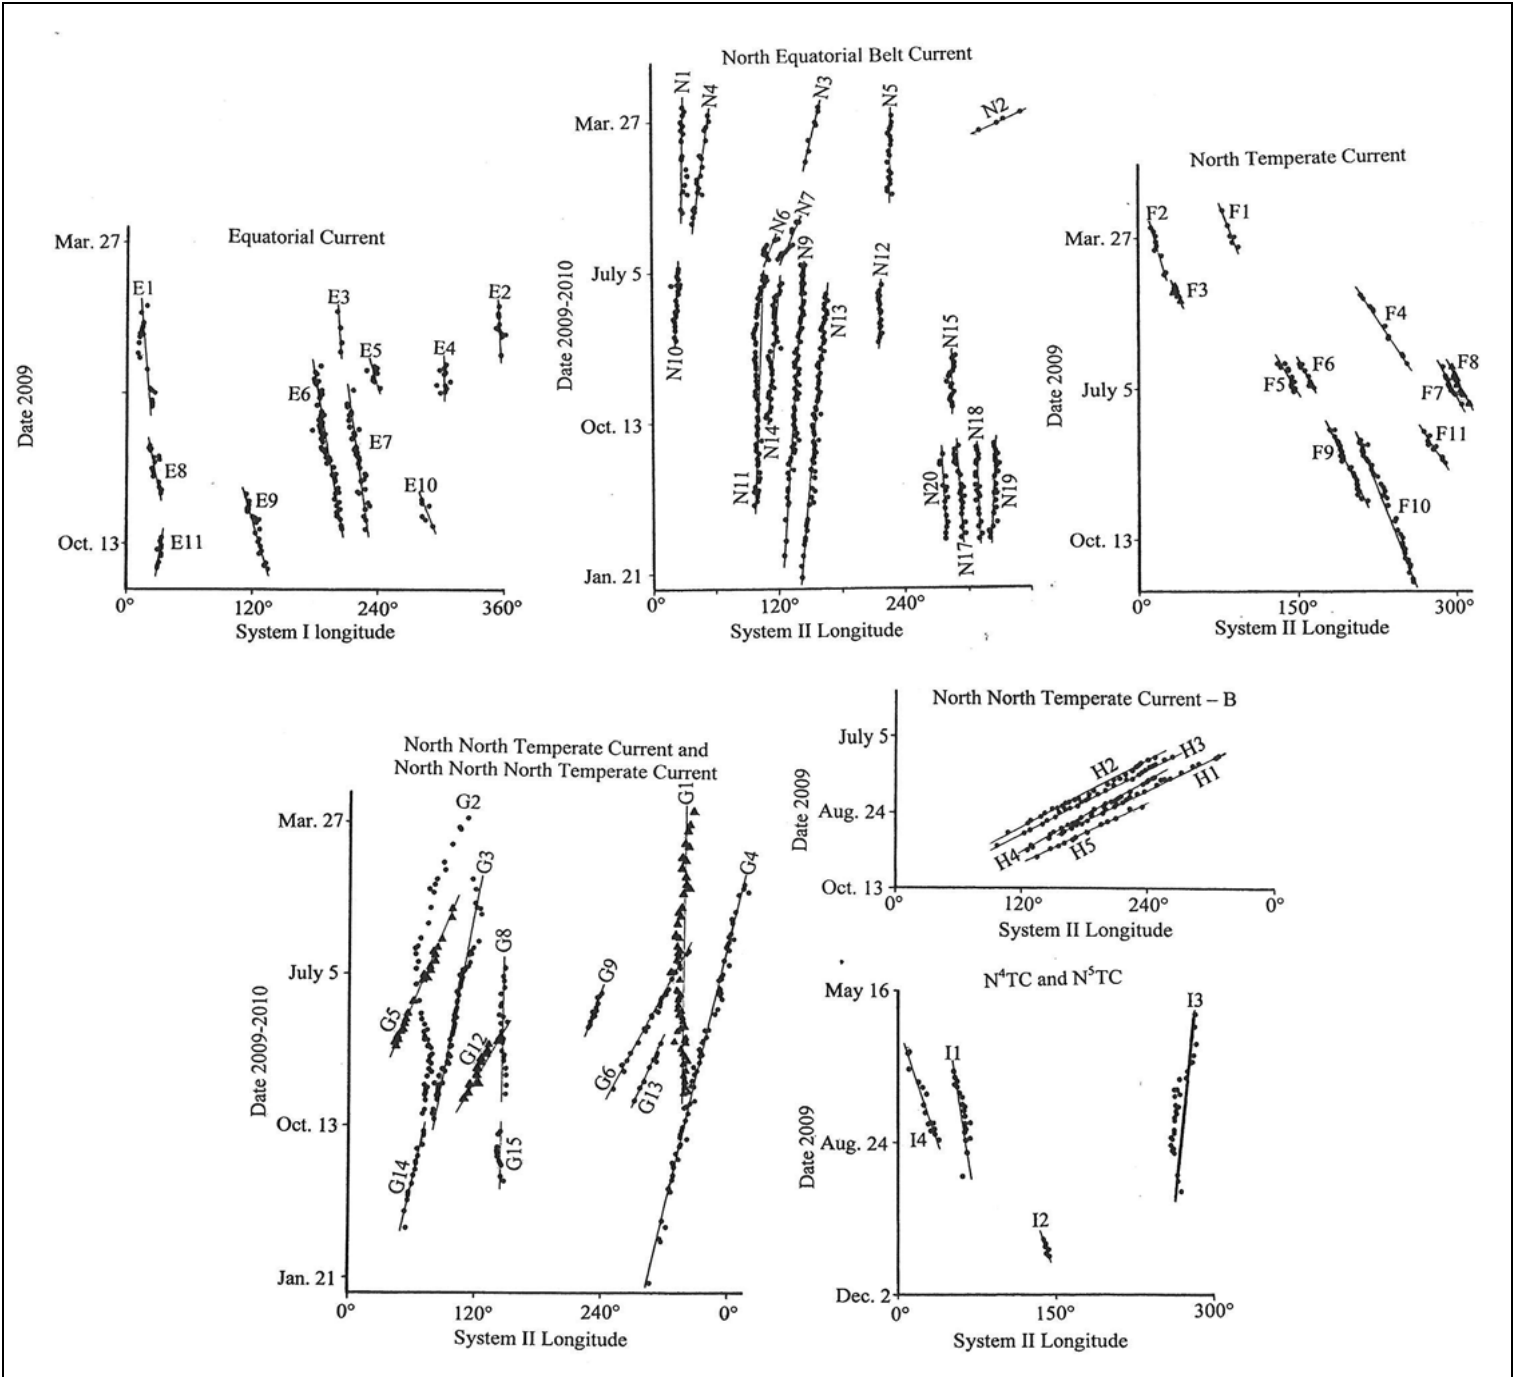 North Equatorial Belt Current
N1
N4
N3
N5
N2
Mar. 27
N6
N7
N9
N12
July 5
N10
N13
N15
Oct. 13
N14
N11
N18
N20
N19
N17
Jan. 21
Date 2009-2010
0°
120°
240°
System II Longitude
North Temperate Current
F2
F1
Mar. 27
F3
F4
F5
F6
F8
F7
July 5
F9
F11
F10
Oct. 13
Date 2009
0°
150°
300°
System II Longitude
Equatorial Current
Mar. 27
E1
E3
E2
E5
E4
E6
E7
E8
E9
E10
Oct. 13
E11
Date 2009
0°
120°
240°
360°
System I longitude
North North Temperate Current – B
July 5
H2
H3
H1
Aug. 24
H4
H5
Oct. 13
Date 2009
0°
120°
240°
0°
System II Longitude
North North Temperate Current and
North North North Temperate Current
G2
G1
Mar. 27
G3
G4
G8
July 5
G9
G5
G12
G6
G13
Oct. 13
G14
G15
Jan. 21
Date 2009-2010
0°
120°
240°
0°
System II Longitude
N⁴TC and N⁵TC
May 16
I3
I1
I4
Aug. 24
I2
Dec. 2
Date 2009
0°
150°
300°
System II Longitude